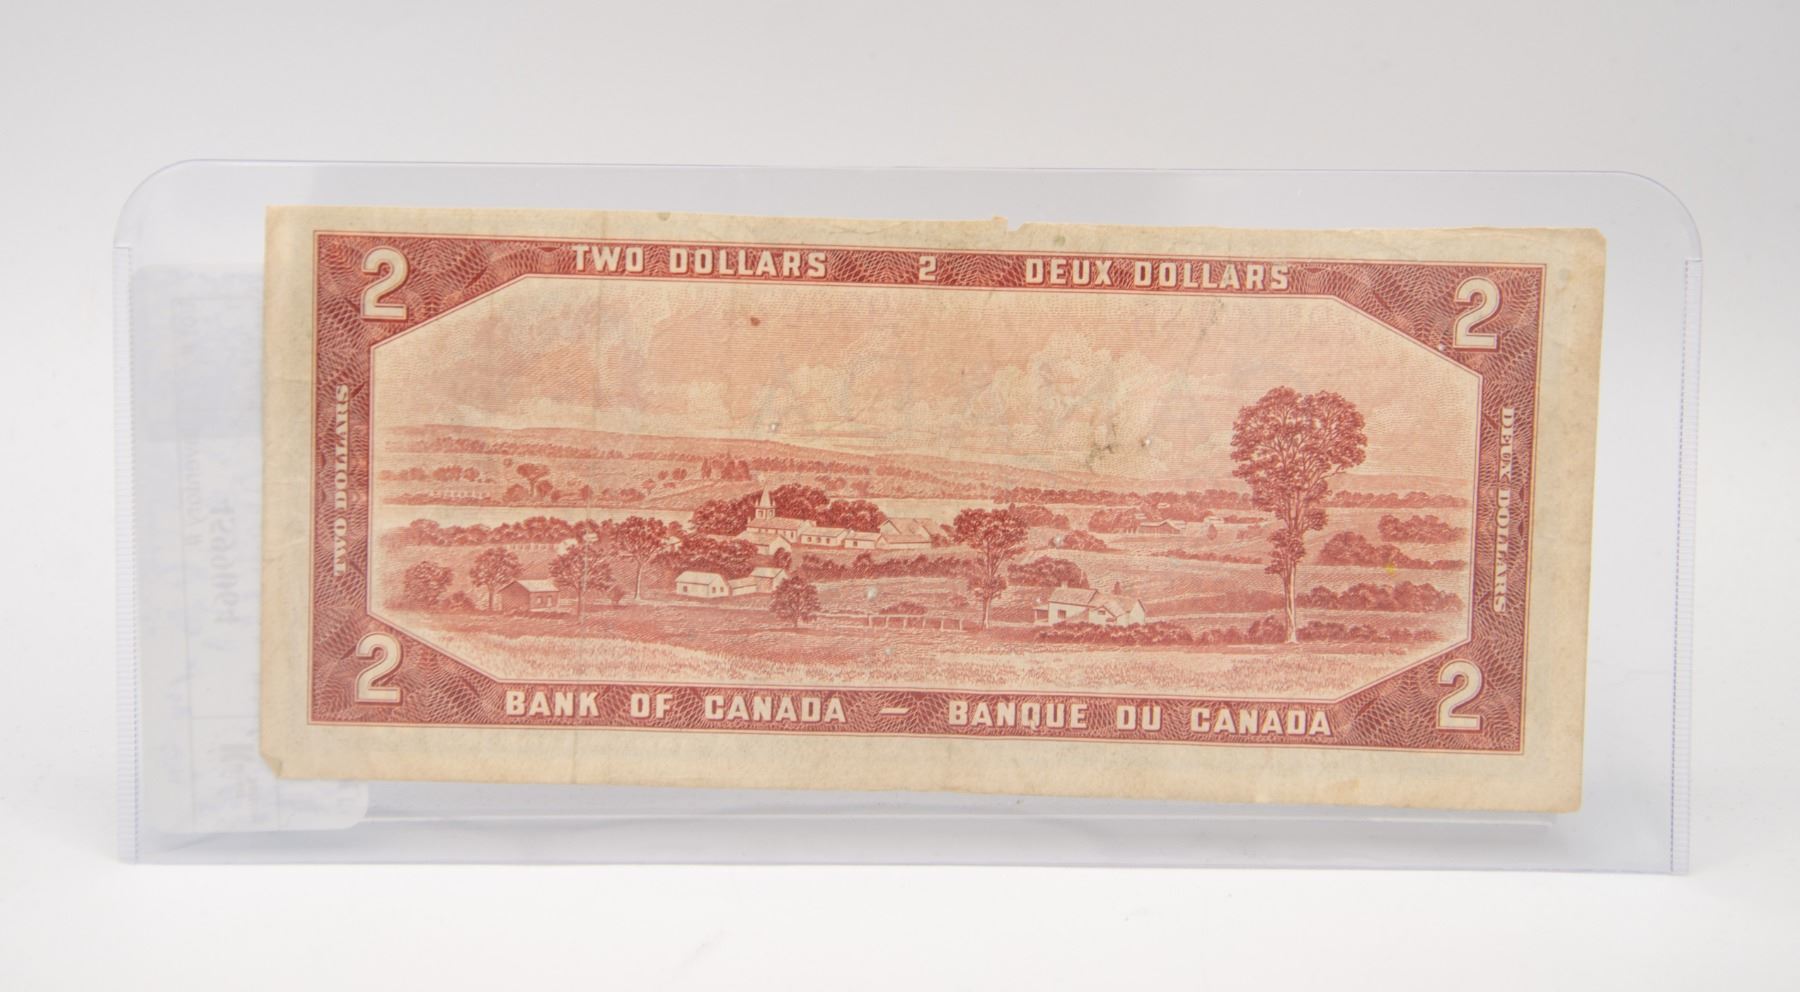 2 TWO DOLLARS 2 DEUX DOLLARS 2
TWO DOLLARS
DEUX DOLLARS
2 BANK OF CANADA — BANQUE DU CANADA 2